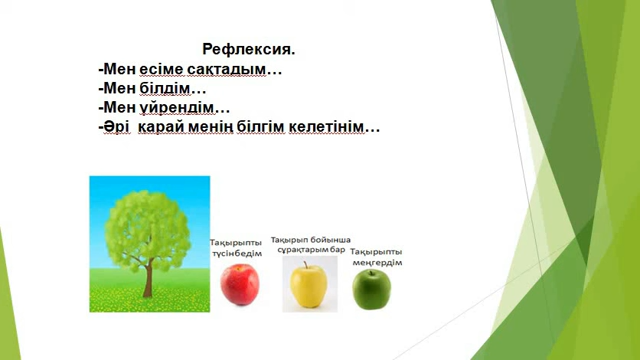 Рефлексия.
-Мен есіме сақтадым…
-Мен білдім…
-Мен үйрендім…
-Әрі қарай менің білгім келетінім…
Тақырыпты
түсінбедім
Тақырып бойынша
сұрақтарым бар
Тақырыпты
меңгердім